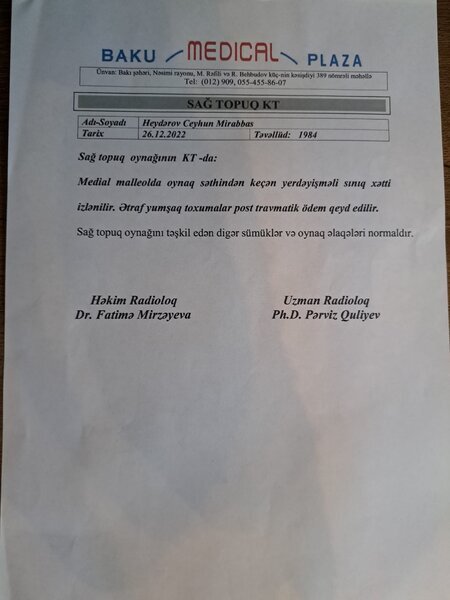 BAKU MEDICAL PLAZA
Ünvan: Bakı şəhəri, Nəsimi rayonu, M. Rəfili və R. Behbudov küç-nin kəsişdiyi 389 nömrəli məhəllə
Tel: (012) 909, 055-455-86-07
SAĞ TOPUQ KT
Adı-Soyadı Heydərov Ceyhun Mirabbas
Tarix 26.12.2022 Təvəllüd: 1984
Sağ topuq oynağının KT -da:
Medial malleolda oynaq səthindən keçən yerdəyişməli sınıq xətti
izlənilir. Ətraf yumşaq toxumalar post travmatik ödem qeyd edilir.
Sağ topuq oynağını təşkil edən digər sümüklər və oynaq əlaqələri normaldır.
Həkim Radioloq Uzman Radioloq
Dr. Fatimə Mirzəyeva Ph.D. Pərviz Quliyev